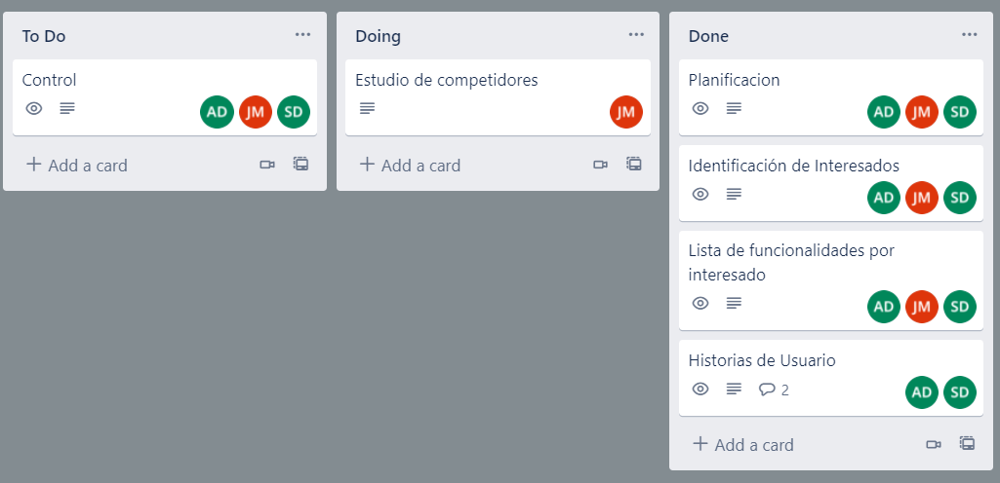 To Do
Control
AD JM SD
Add a card
Doing
Estudio de competidores
JM
Add a card
Done
Planificacion
AD JM SD
Identificación de Interesados
AD JM SD
Lista de funcionalidades por
interesado
AD JM SD
Historias de Usuario
2
AD SD
Add a card